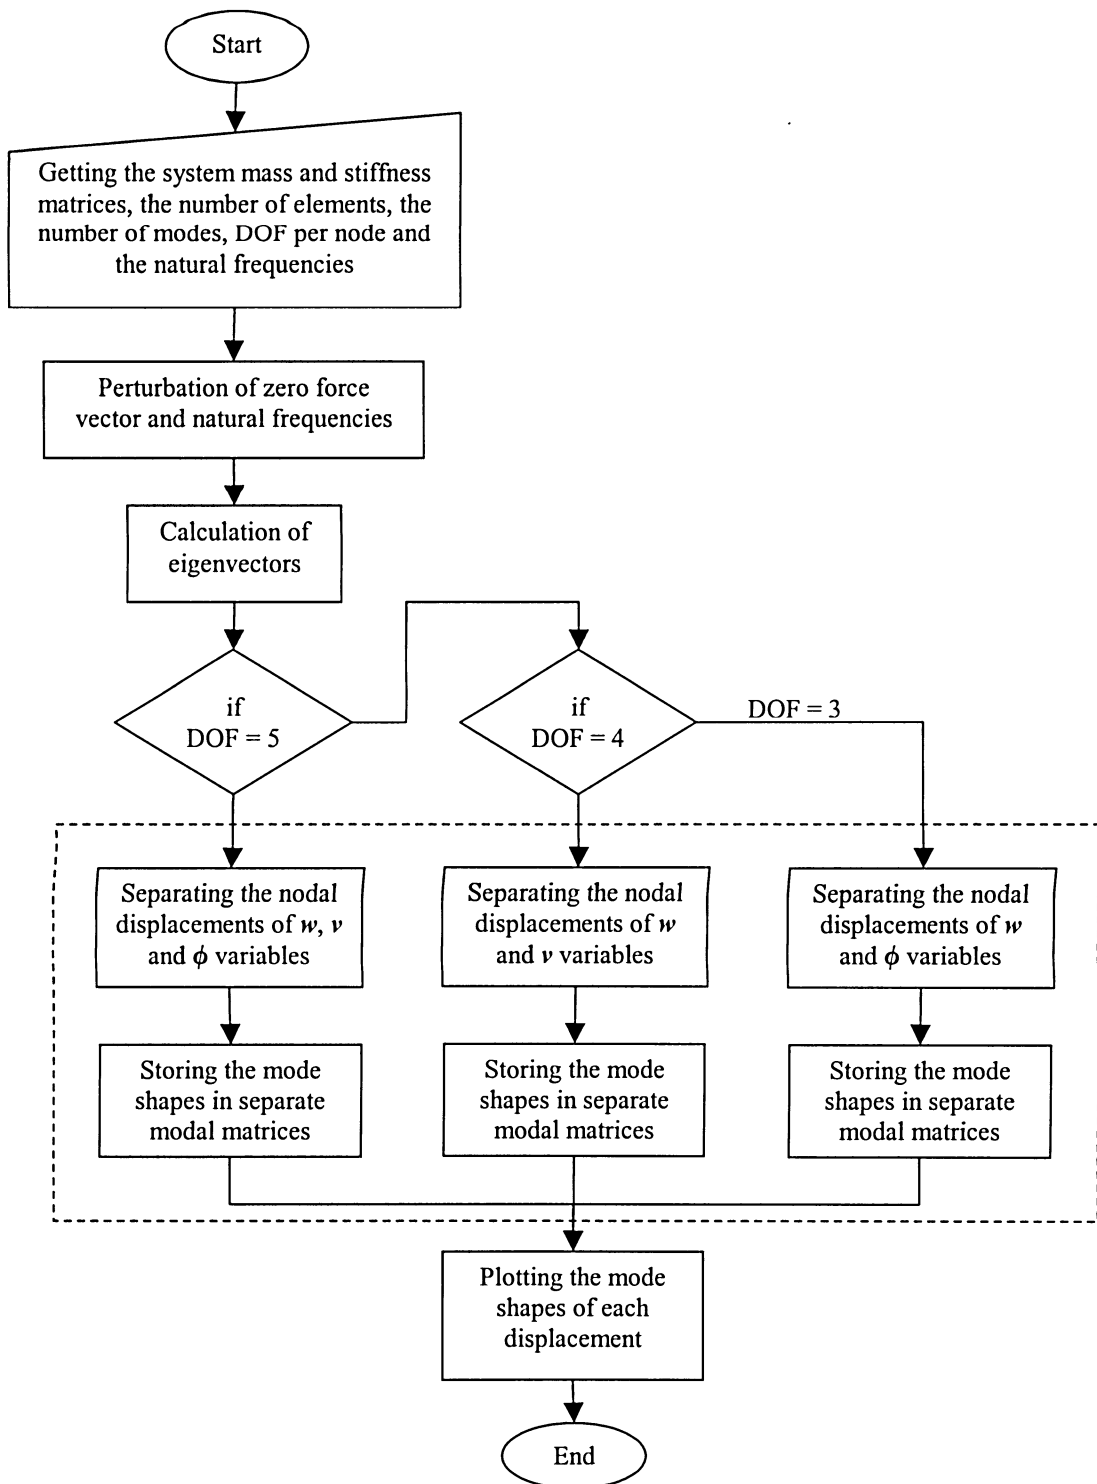 Start
Getting the system mass and stiffness
matrices, the number of elements, the
number of modes, DOF per node and
the natural frequencies
Perturbation of zero force
vector and natural frequencies
Calculation of
eigenvectors
if
DOF = 5
if
DOF = 4
DOF = 3
Separating the nodal
displacements of w, v
and ϕ variables
Separating the nodal
displacements of w
and v variables
Separating the nodal
displacements of w
and ϕ variables
Storing the mode
shapes in separate
modal matrices
Storing the mode
shapes in separate
modal matrices
Storing the mode
shapes in separate
modal matrices
Plotting the mode
shapes of each
displacement
End